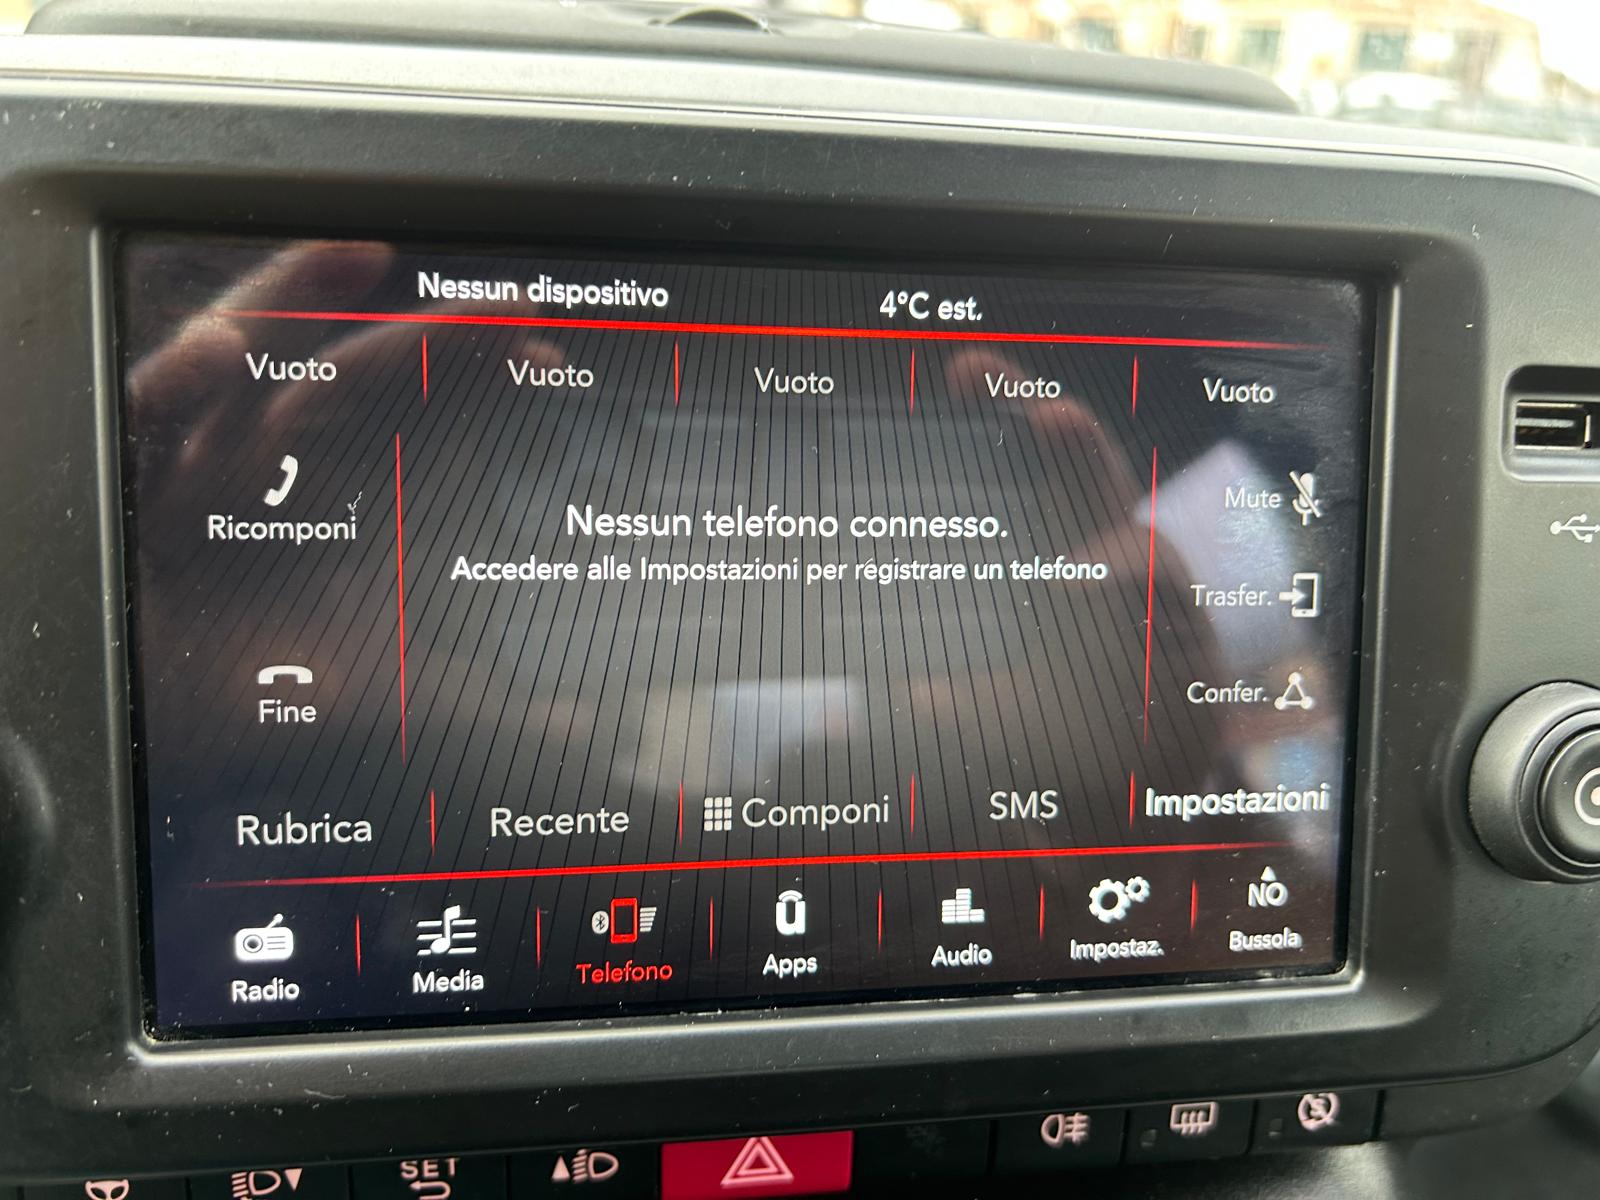 Nessun dispositivo 4°C est.
Vuoto Vuoto Vuoto Vuoto Vuoto
Ricomponi
Nessun telefono connesso.
Accedere alle Impostazioni per registrare un telefono
Mute
Trasfer.
Fine
Confer.
Rubrica Recente Componi SMS Impostazioni
Radio Media Telefono Apps Audio Impostaz. NO Bussola
SET